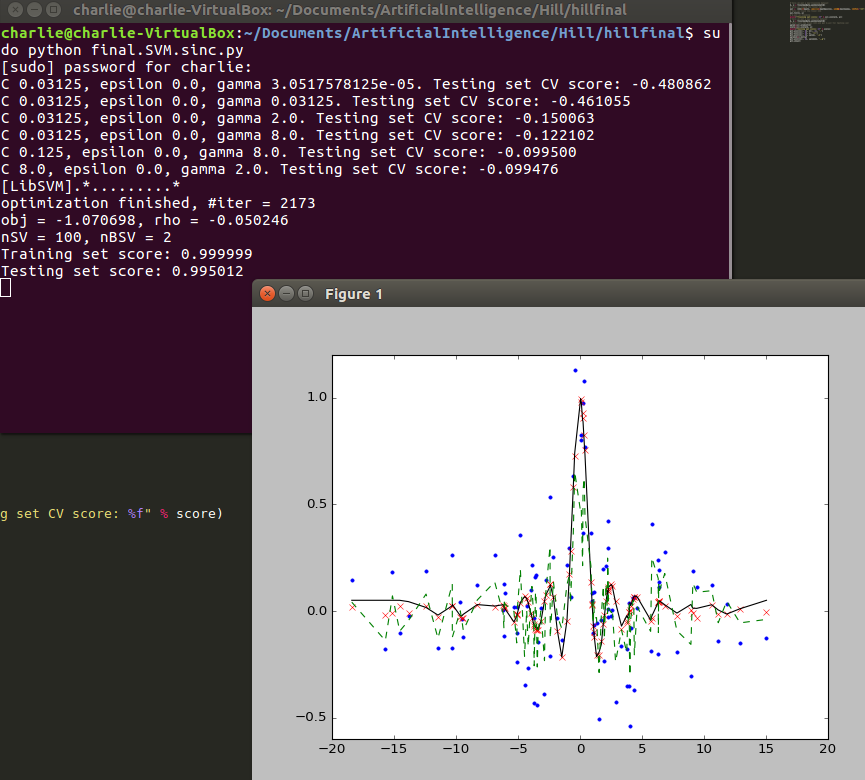 charlie@charlie-VirtualBox: ~/Documents/ArtificialIntelligence/Hill/hillfinal
charlie@charlie-VirtualBox:~/Documents/ArtificialIntelligence/Hill/hillfinal$ su
do python final.SVM.sinc.py
[sudo] password for charlie:
C 0.03125, epsilon 0.0, gamma 3.0517578125e-05. Testing set CV score: -0.480862
C 0.03125, epsilon 0.0, gamma 0.03125. Testing set CV score: -0.461055
C 0.03125, epsilon 0.0, gamma 2.0. Testing set CV score: -0.150063
C 0.03125, epsilon 0.0, gamma 8.0. Testing set CV score: -0.122102
C 0.125, epsilon 0.0, gamma 8.0. Testing set CV score: -0.099500
C 8.0, epsilon 0.0, gamma 2.0. Testing set CV score: -0.099476
[LibSVM].*.........*
optimization finished, #iter = 2173
obj = -1.070698, rho = -0.050246
nSV = 100, nBSV = 2
Training set score: 0.999999
Testing set score: 0.995012
Figure 1
g set CV score: %f" % score)
1.0
0.5
0.0
−0.5
−20 −15 −10 −5 0 5 10 15 20